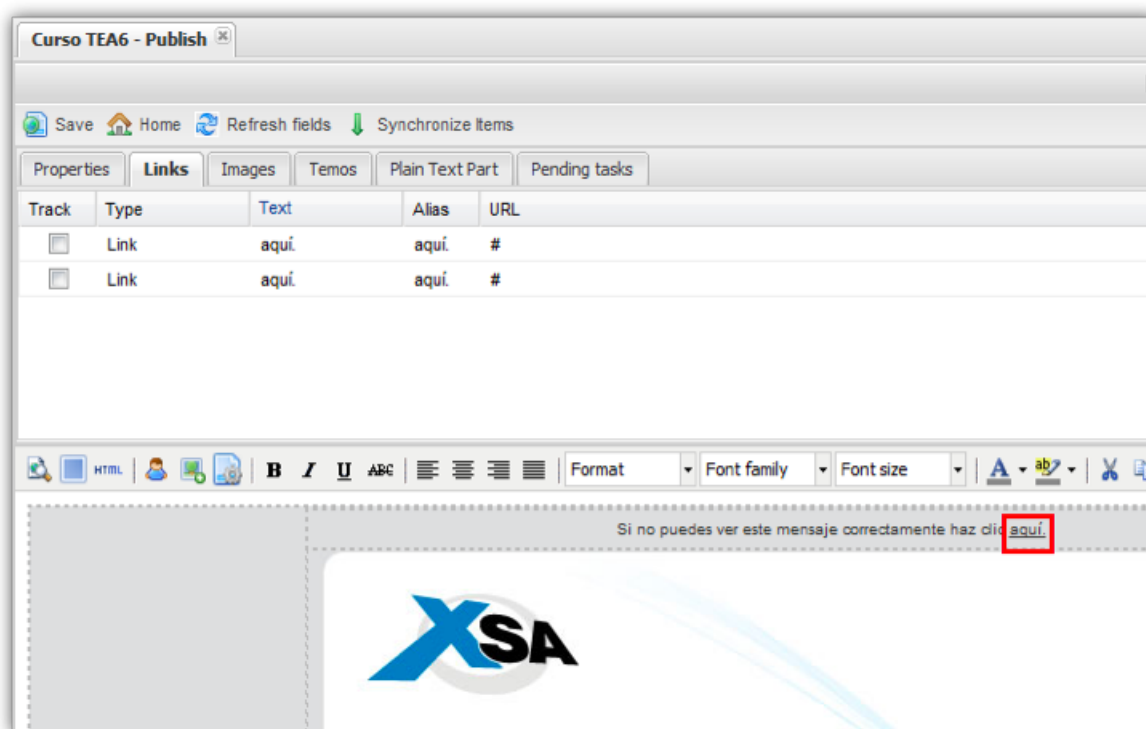 Curso TEA6 - Publish
Save Home Refresh fields Synchronize Items
Properties Links Images Temos Plain Text Part Pending tasks
Track Type Text Alias URL
Link aquí. aquí. #
Link aquí. aquí. #
HTML B I U ABC Format Font family Font size A ab
Si no puedes ver este mensaje correctamente haz clic aquí.
XSA